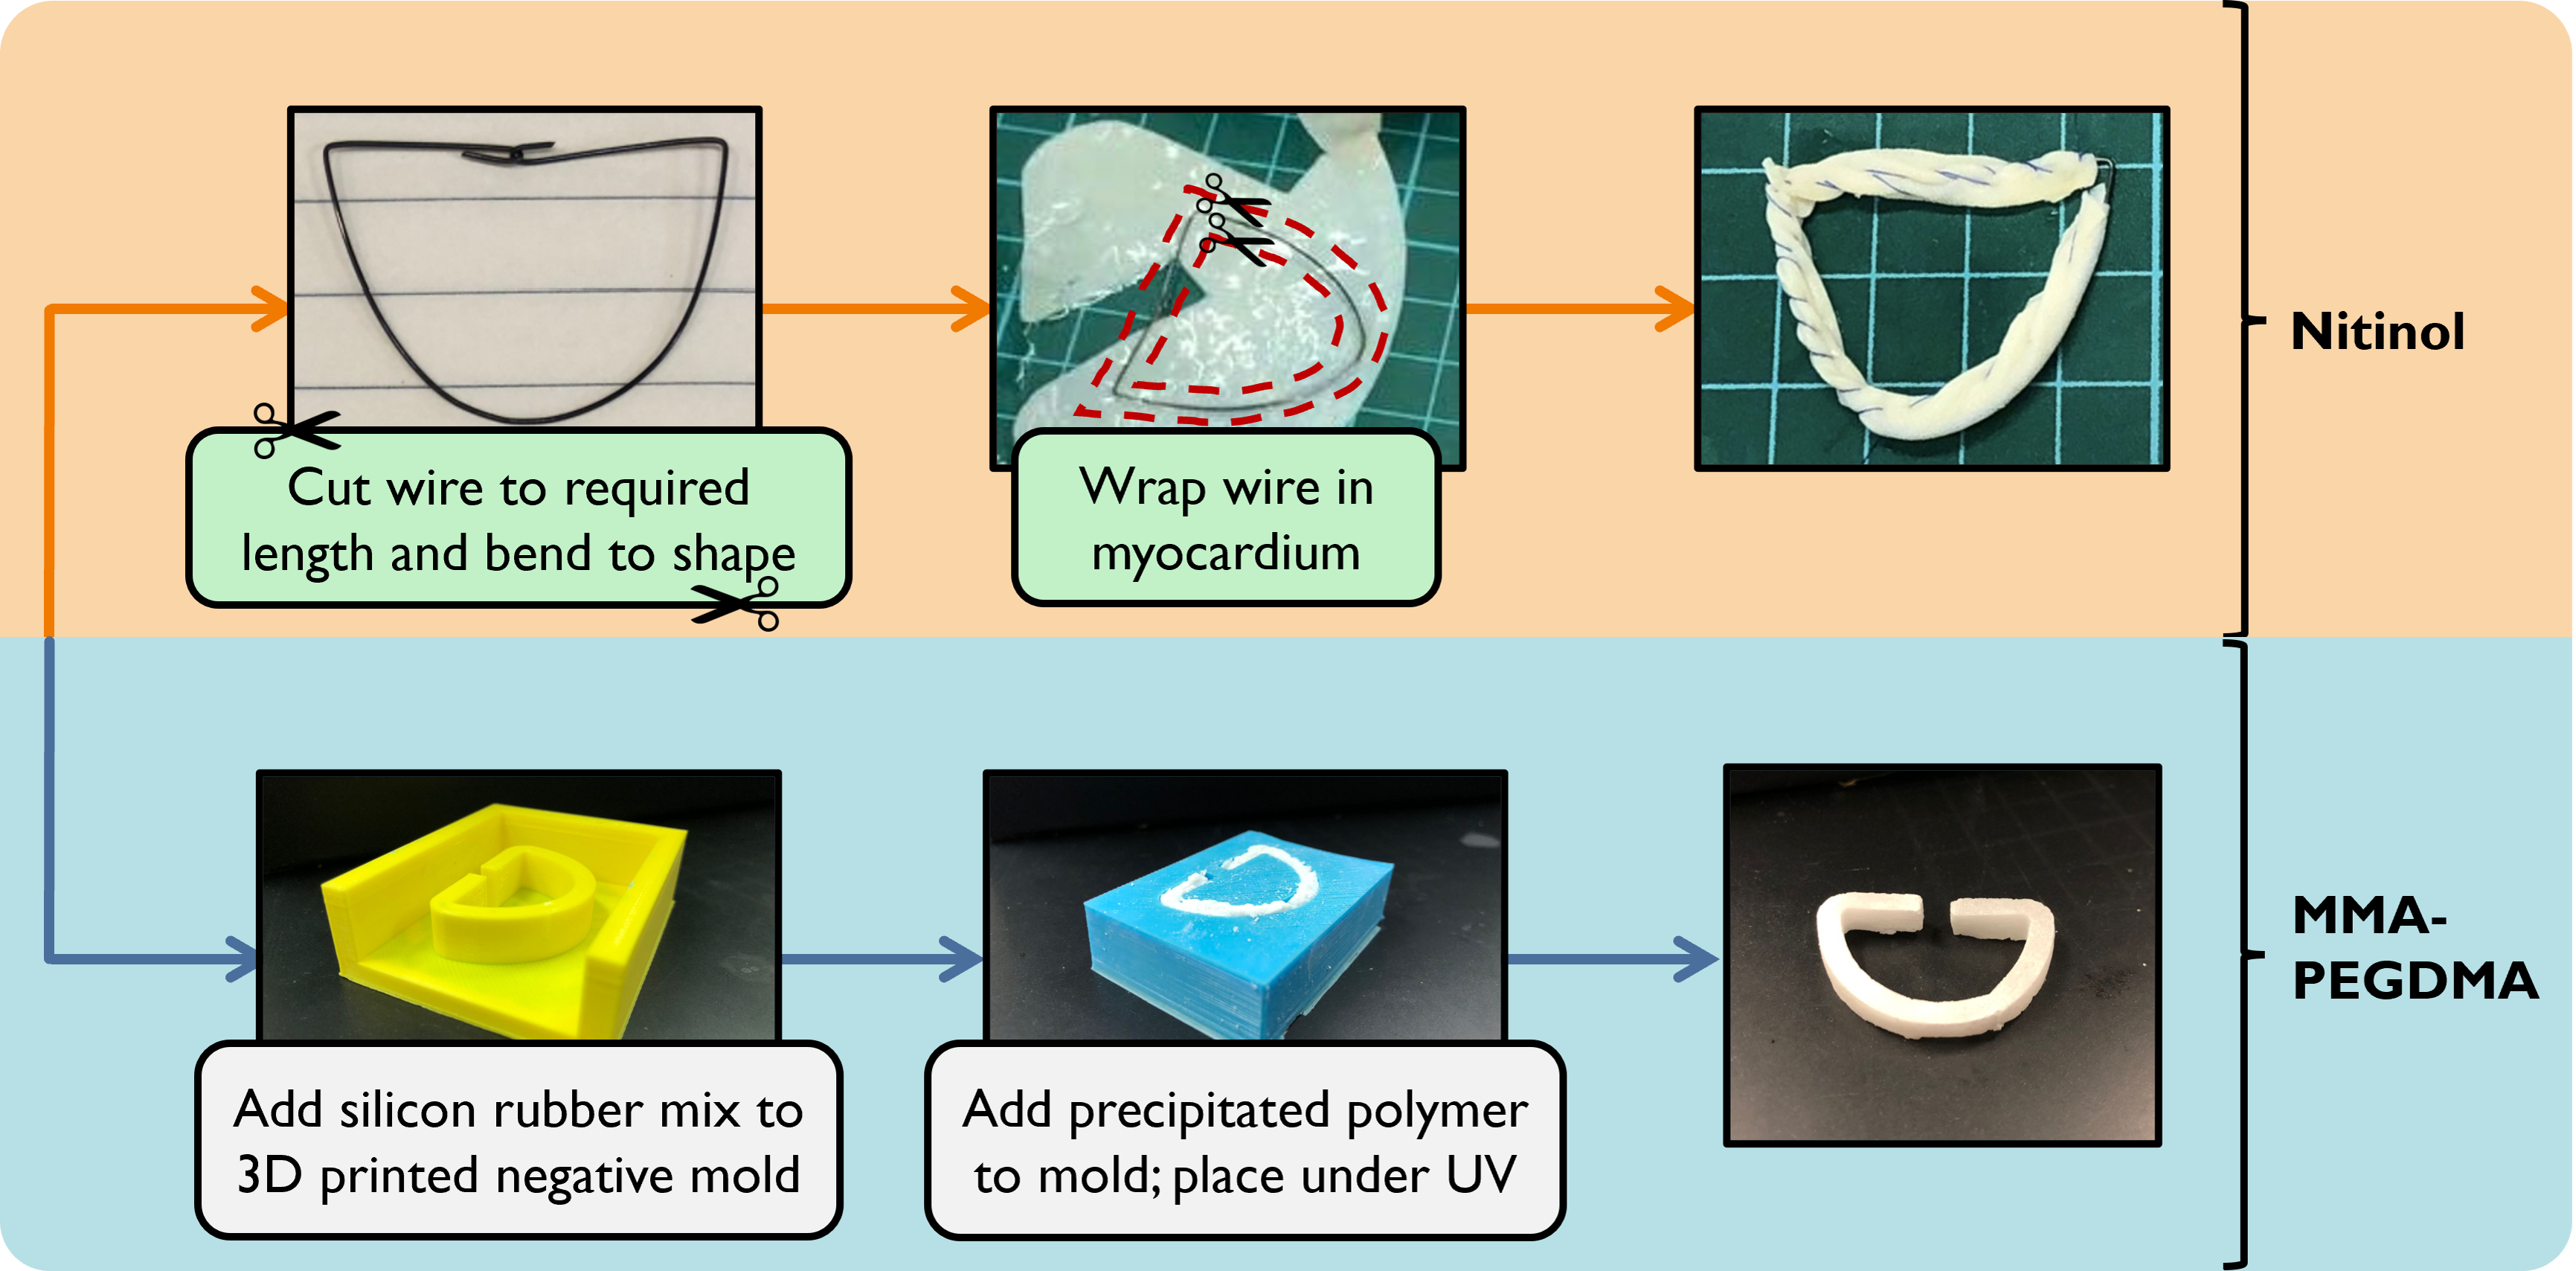 Cut wire to required
length and bend to shape
Wrap wire in
myocardium
Nitinol
Add silicon rubber mix to
3D printed negative mold
Add precipitated polymer
to mold; place under UV
MMA-
PEGDMA